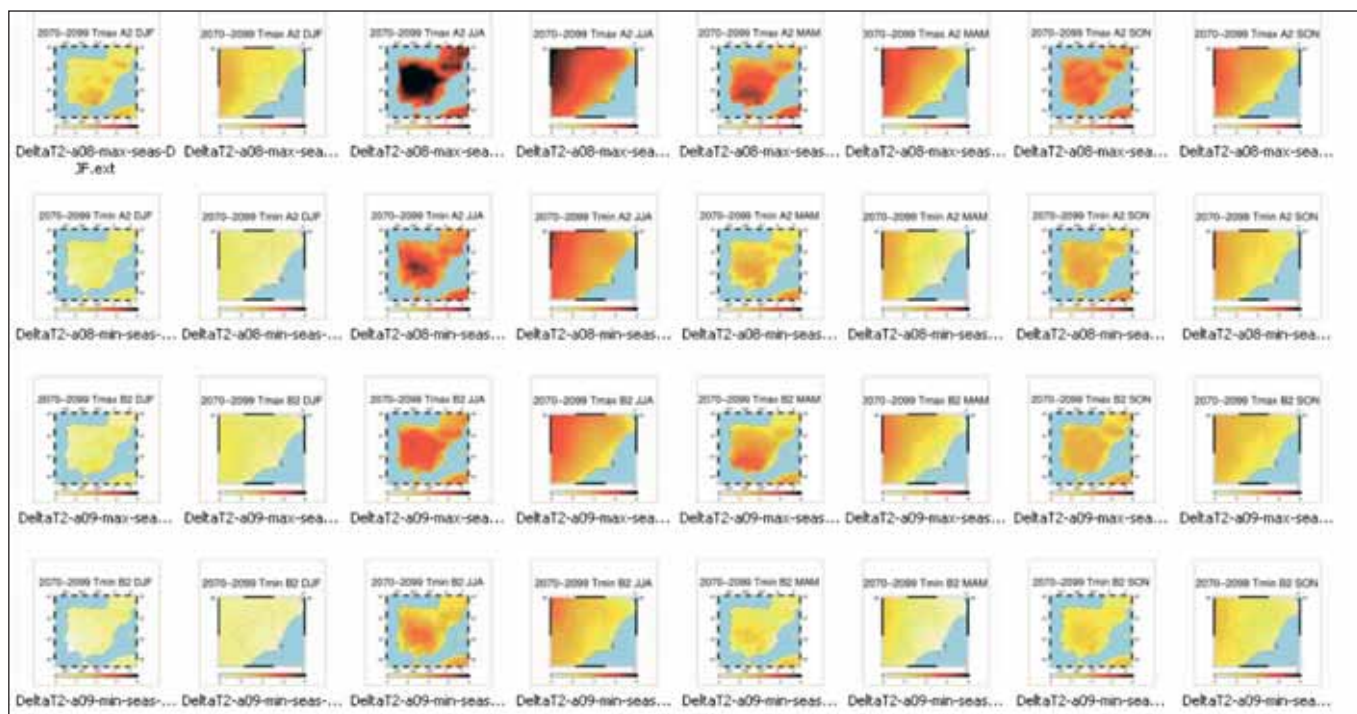 2070-2099 Tmax A2 DJF 2070-2099 Tmax A2 DJF 2070-2099 Tmax A2 JJA 2070-2099 Tmax A2 JJA 2070-2099 Tmax A2 MAM 2070-2099 Tmax A2 MAM 2070-2099 Tmax A2 SON 2070-2099 Tmax A2 SON
DeltaT2-a08-max-seas-D DeltaT2-a08-max-sea... DeltaT2-a08-max-sea... DeltaT2-a08-max-sea... DeltaT2-a08-max-seas... DeltaT2-a08-max-seas... DeltaT2-a08-max-sea... DeltaT2-a08-max-sea...
JF.ext
2070-2099 Tmin A2 DJF 2070-2099 Tmin A2 DJF 2070-2099 Tmin A2 JJA 2070-2099 Tmin A2 JJA 2070-2099 Tmin A2 MAM 2070-2099 Tmin A2 MAM 2070-2099 Tmin A2 SON 2070-2099 Tmin A2 SON
DeltaT2-a08-min-seas-... DeltaT2-a08-min-seas-... DeltaT2-a08-min-seas... DeltaT2-a08-min-seas... DeltaT2-a08-min-seas... DeltaT2-a08-min-seas... DeltaT2-a08-min-sea... DeltaT2-a08-min-sea...
2070-2099 Tmax B2 DJF 2070-2099 Tmax B2 DJF 2070-2099 Tmax B2 JJA 2070-2099 Tmax B2 JJA 2070-2099 Tmax B2 MAM 2070-2099 Tmax B2 MAM 2070-2099 Tmax B2 SON 2070-2099 Tmax B2 SON
DeltaT2-a09-max-sea... DeltaT2-a09-max-sea... DeltaT2-a09-max-sea... DeltaT2-a09-max-sea... DeltaT2-a09-max-seas... DeltaT2-a09-max-seas... DeltaT2-a09-max-sea... DeltaT2-a09-max-sea...
2070-2099 Tmin B2 DJF 2070-2099 Tmin B2 DJF 2070-2099 Tmin B2 JJA 2070-2099 Tmin B2 JJA 2070-2099 Tmin B2 MAM 2070-2099 Tmin B2 MAM 2070-2099 Tmin B2 SON 2070-2099 Tmin B2 SON
DeltaT2-a09-min-seas-... DeltaT2-a09-min-seas-... DeltaT2-a09-min-seas... DeltaT2-a09-min-seas... DeltaT2-a09-min-seas... DeltaT2-a09-min-seas... DeltaT2-a09-min-sea... DeltaT2-a09-min-sea...